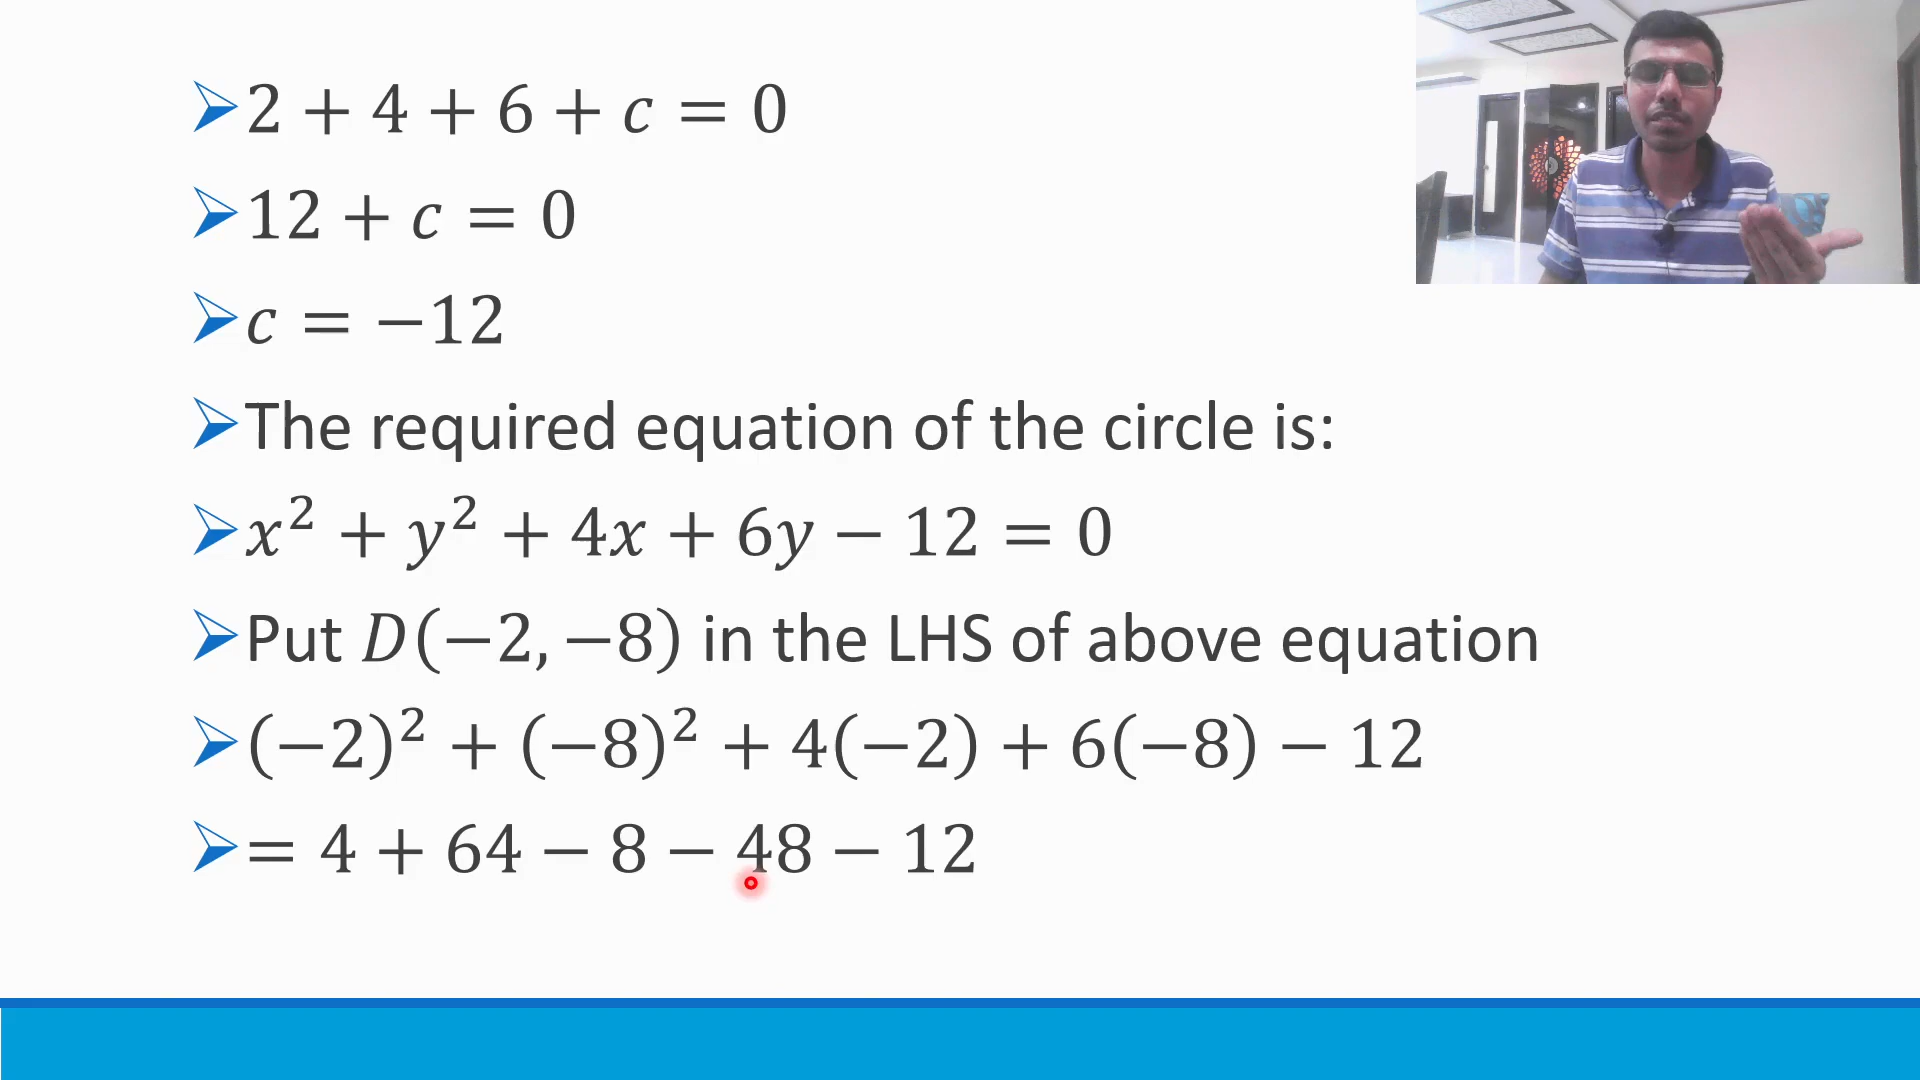 2 + 4 + 6 + c = 0
12 + c = 0
c = −12
The required equation of the circle is:
x² + y² + 4x + 6y − 12 = 0
Put D(−2, −8) in the LHS of above equation
(−2)² + (−8)² + 4(−2) + 6(−8) − 12
= 4 + 64 − 8 − 48 − 12